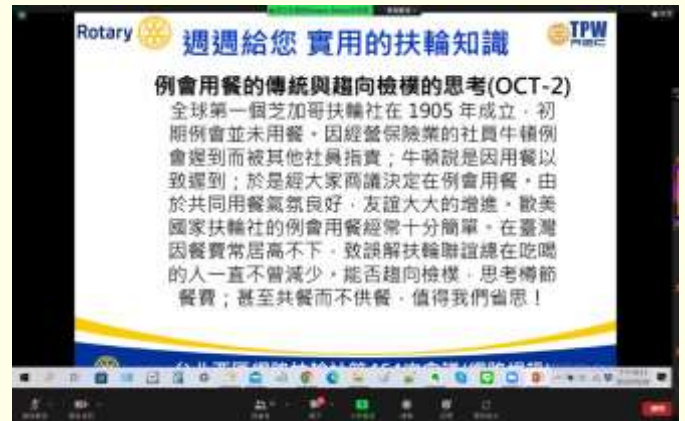 Rotary
週週給您 實用的扶輪知識
TPW
例會用餐的傳統與趨向檢樸的思考(OCT-2)
全球第一個芝加哥扶輪社在 1905 年成立，初
期例會並未用餐。因經營保險業的社員牛頓例
會遲到而被其他社員指責；牛頓說是因用餐以
致遲到；於是經大家商議決定在例會用餐。由
於共同用餐氣氛良好，友誼大大的增進。歐美
國家扶輪社的例會用餐經常十分簡單。在臺灣
因餐費常居高不下，致誤解扶輪聯誼總在吃喝
的人一直不曾減少。能否趨向檢樸，思考樽節
餐費；甚至共餐而不供餐，值得我們省思！